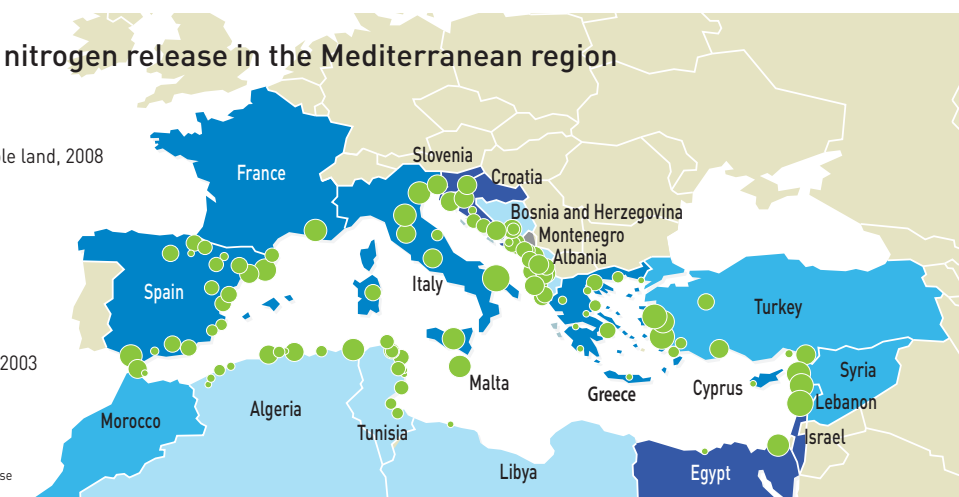 nitrogen release in the Mediterranean region
ble land, 2008
Slovenia
France
Croatia
Bosnia and Herzegovina
Montenegro
Albania
Italy
Spain
Turkey
2003
Malta
Greece
Cyprus
Syria
Lebanon
Morocco
Algeria
Tunisia
Israel
Libya
Egypt
se